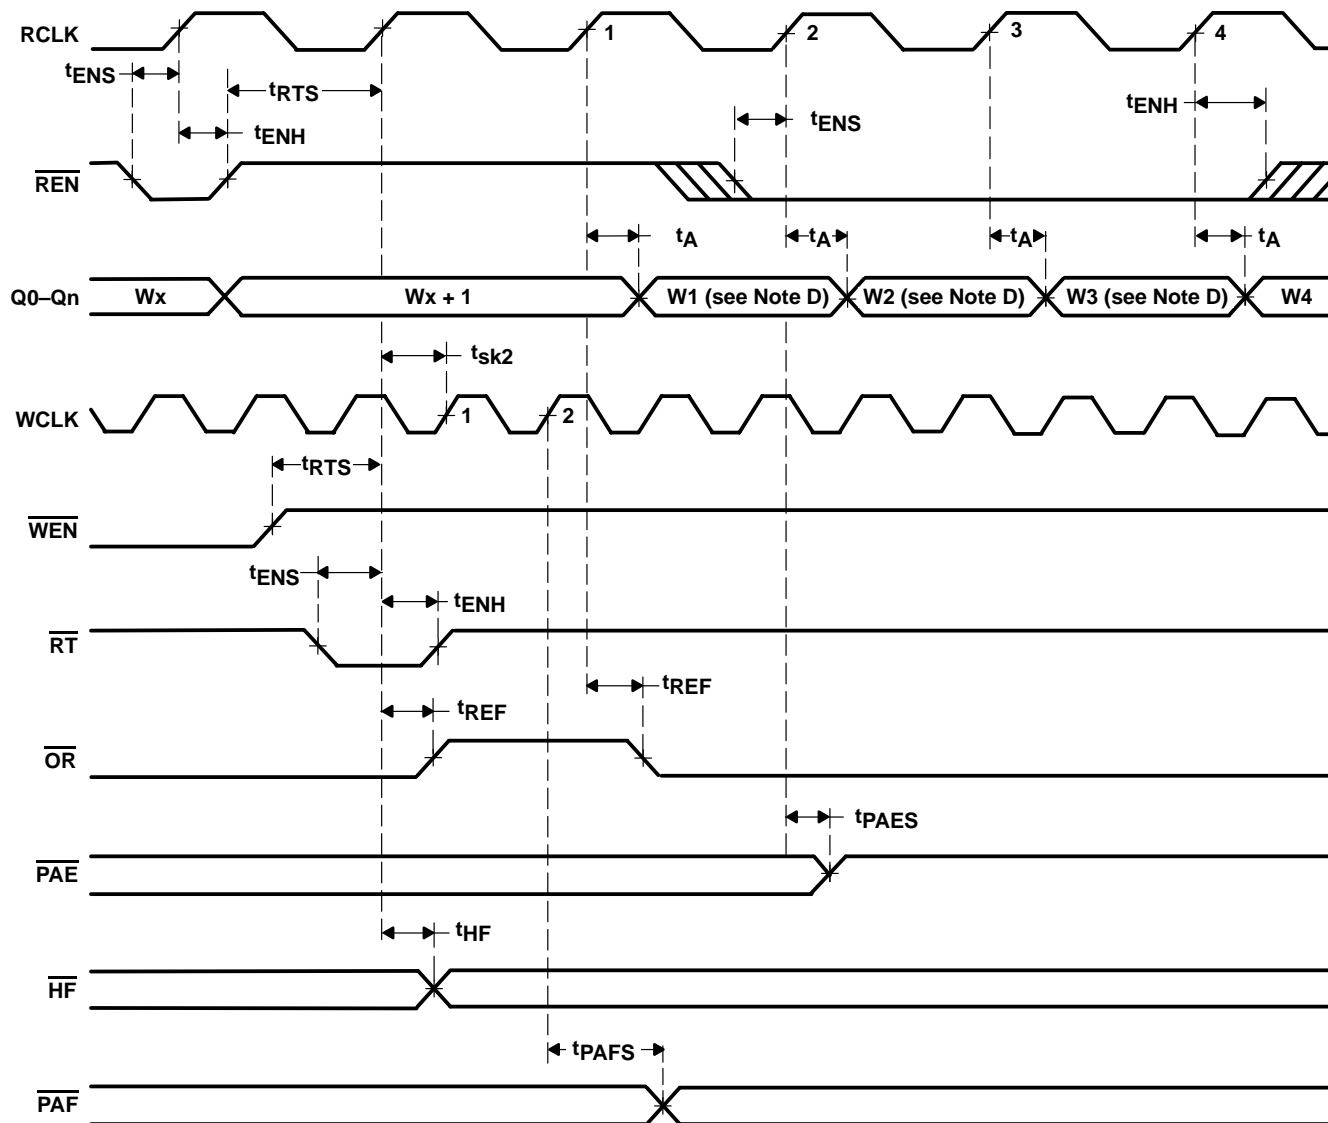 RCLK 1 2 3 4
tENS
tRTS
tENH
tENS
tENH
REN
tA tA tA tA
Q0–Qn Wx Wx + 1 W1 (see Note D) W2 (see Note D) W3 (see Note D) W4
tsk2
WCLK 1 2
tRTS
WEN
tENS
tENH
RT
tREF
tREF
OR
tPAES
PAE
tHF
HF
tPAFS
PAF